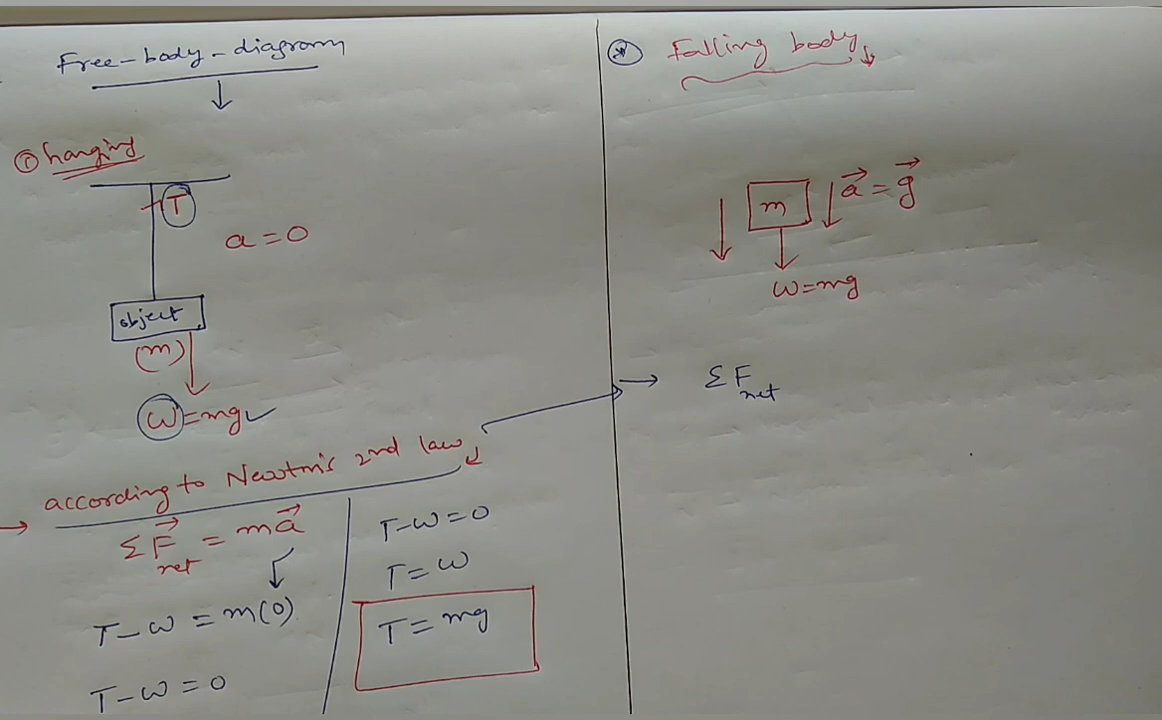 Free-body-diagram
① hanging
T
a=0
object
(m)
W=mg
according to Newton's 2nd law
→ ΣF⃗net = ma⃗
T-W = m(0)
T-W=0
T-W=0
T=W
T=mg
* Falling body
m
a⃗=g⃗
W=mg
→ ΣFnet